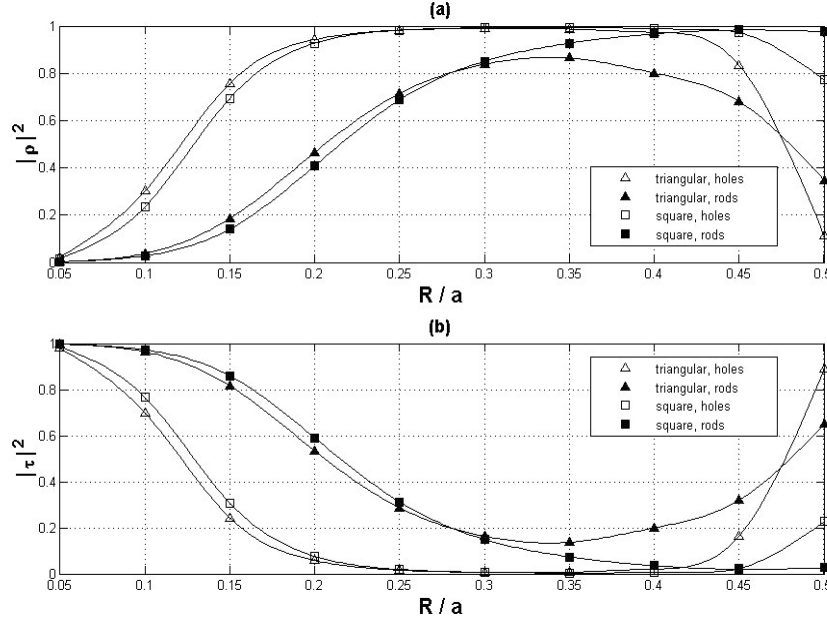 (a)
|ρ|²
1
0.8
0.6
0.4
0.2
0
0.05 0.1 0.15 0.2 0.25 0.3 0.35 0.4 0.45 0.5
R / a
triangular, holes
triangular, rods
square, holes
square, rods
(b)
|τ|²
1
0.8
0.6
0.4
0.2
0
0.05 0.1 0.15 0.2 0.25 0.3 0.35 0.4 0.45 0.5
R / a
triangular, holes
triangular, rods
square, holes
square, rods